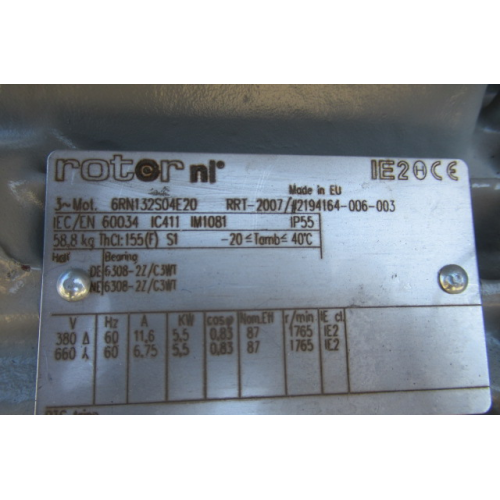 rotor nl®
IE2 CE
Made in EU
3~Mot. 6RN132S04E20 RRT-2007/#2194164-006-003
IEC/EN 60034 IC411 IM1081 IP55
58.8 kg ThCl.155(F) S1 -20≤Tamb≤ 40°C
Bearing
DE 6308-2Z/C3WT
NE 6308-2Z/C3WT
V Hz A KW cosφ Nom.Eff r/min IE cl.
380 Δ 60 11,6 5,5 0,83 87 1765 IE2
660 ⅄ 60 6,75 5,5 0,83 87 1765 IE2